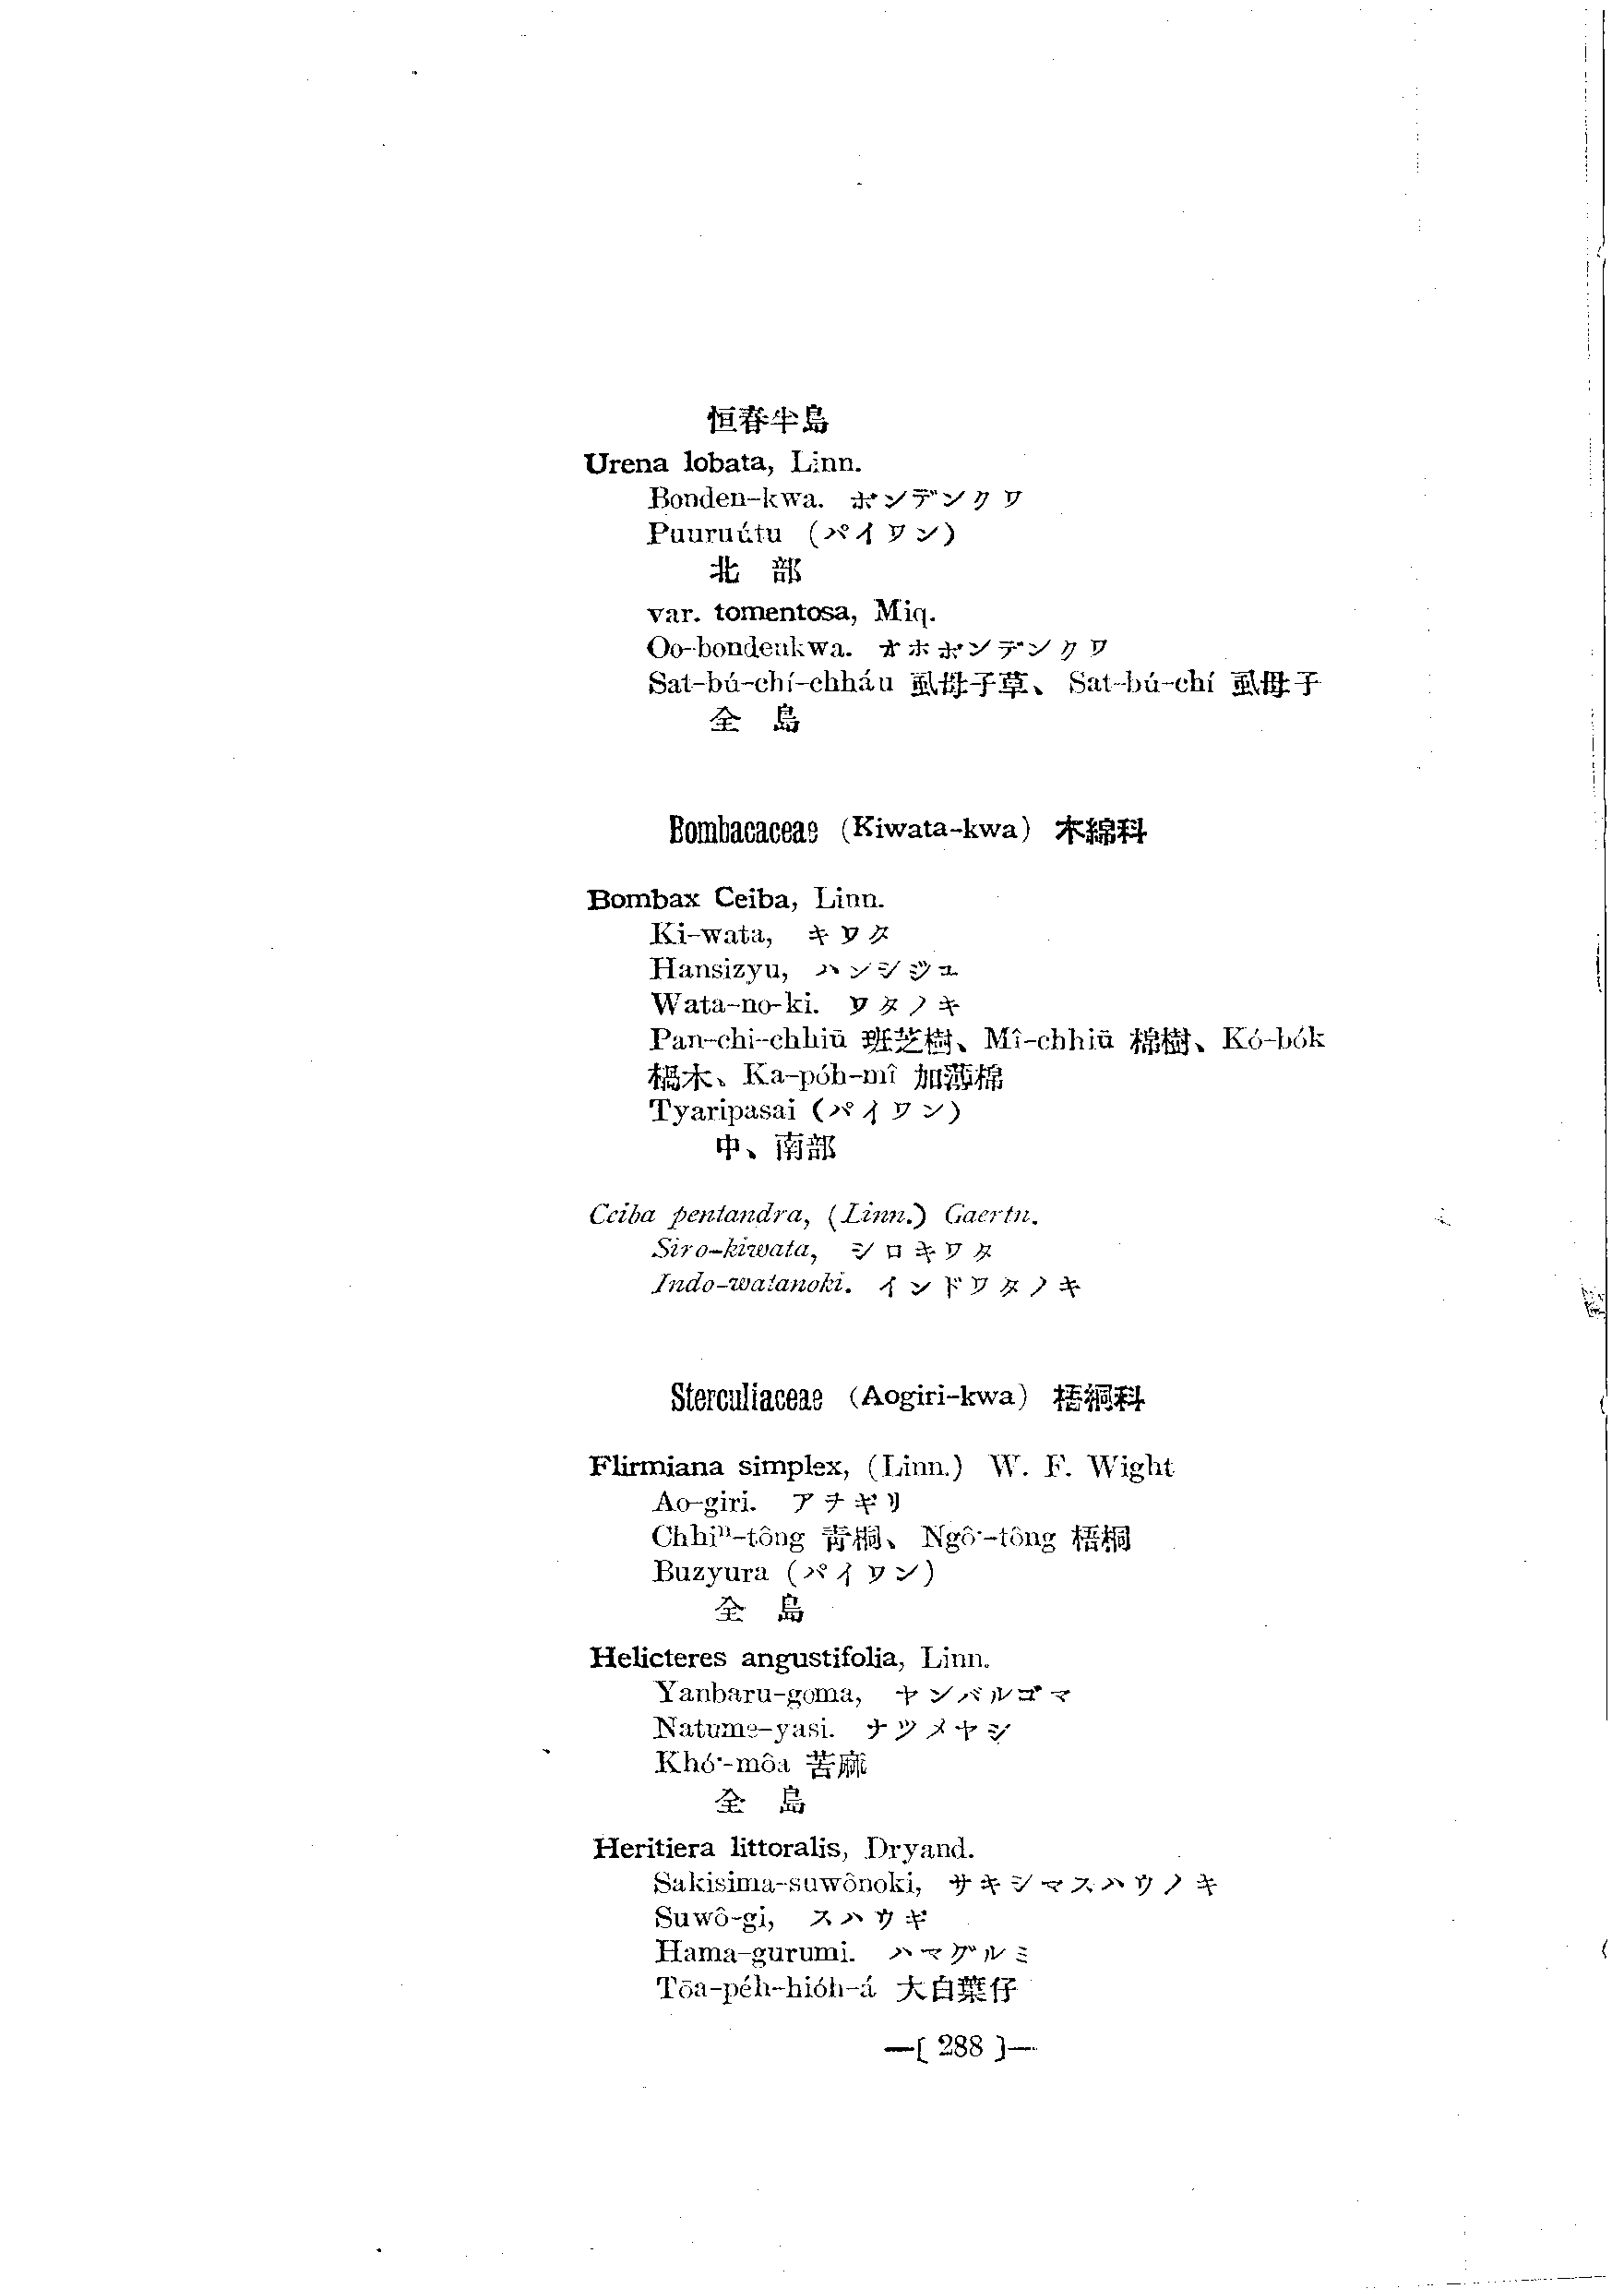 恒春半島
Urena lobata, Linn.
Bonden-kwa. ボンデンクワ
Puuruútu (パイワン)
北 部
var. tomentosa, Miq.
Oo-bondenkwa. オホボンデンクワ
Sat-bú-chí-chháu 虱母子草、Sat-bú-chí 虱母子
全 島
Bombacaceae (Kiwata-kwa) 木綿科
Bombax Ceiba, Linn.
Ki-wata, キワタ
Hansizyu, ハンシジユ
Wata-no-ki. ワタノキ
Pan-chi-chhiū 班芝樹、Mî-chhiū 棉樹、Kó-bók
槁木、Ka-póh-mî 加薄棉
Tyaripasai (パイワン)
中、南部
Ceiba pentandra, (Linn.) Gaertn.
Siro-kiwata, シロキワタ
Indo-watanoki. インドワタノキ
Sterculiaceae (Aogiri-kwa) 梧桐科
Flirmiana simplex, (Linn.) W. F. Wight
Ao-giri. アヲギリ
Chhiⁿ-tông 青桐、Ngô·-tông 梧桐
Buzyura (パイワン)
全 島
Helicteres angustifolia, Linn.
Yanbaru-goma, ヤンバルゴマ
Natume-yasi. ナツメヤシ
Khó·-môa 苦麻
全 島
Heritiera littoralis, Dryand.
Sakisima-suwônoki, サキシマスハウノキ
Suwô-gi, スハウギ
Hama-gurumi. ハマグルミ
Tōa-péh-hióh-á 大白葉仔
—[ 288 ]—